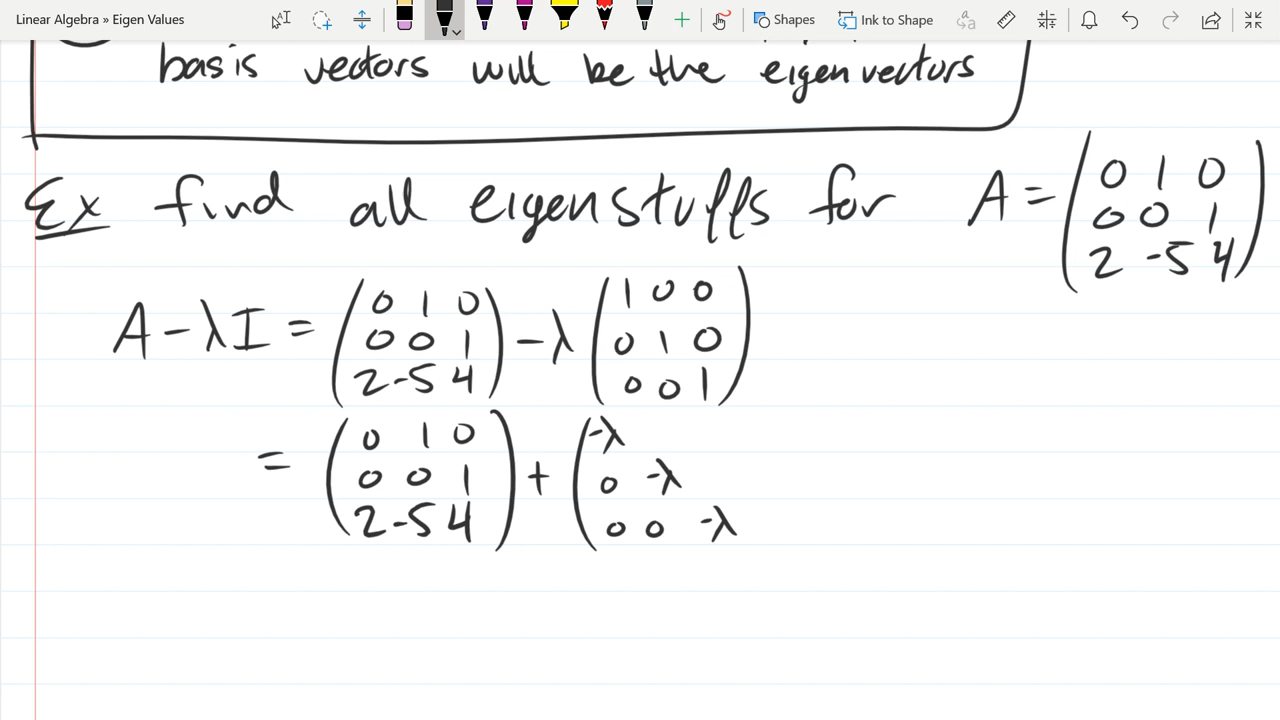 Linear Algebra » Eigen Values
Shapes
Ink to Shape
basis vectors will be the eigenvectors
Ex find all eigenstuffs for A = (0 1 0
0 0 1
2 -5 4)
A - λI = (0 1 0
0 0 1
2 -5 4) - λ (1 0 0
0 1 0
0 0 1)
= (0 1 0
0 0 1
2 -5 4) + (-λ
0 -λ
0 0 -λ